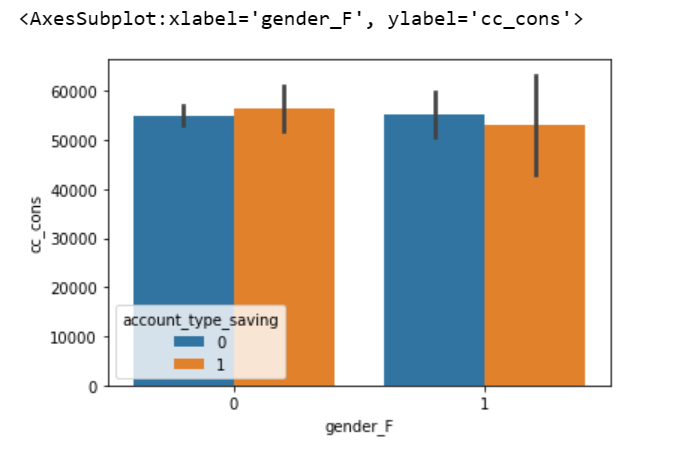 <AxesSubplot:xlabel='gender_F', ylabel='cc_cons'>
60000
50000
40000
30000
20000
10000
0
cc_cons
account_type_saving
0
1
0 1
gender_F